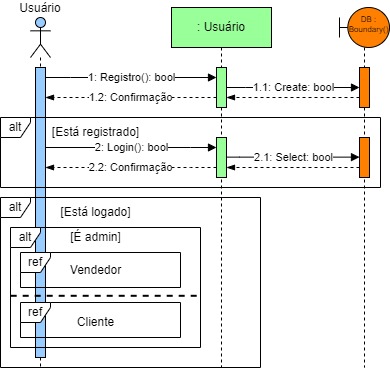 Usuário
: Usuário
DB :
Boundary()
1: Registro(): bool
1.1: Create: bool
1.2: Confirmação
alt
[Está registrado]
2: Login(): bool
2.1: Select: bool
2.2: Confirmação
alt
[Está logado]
alt
[É admin]
ref
Vendedor
ref
Cliente